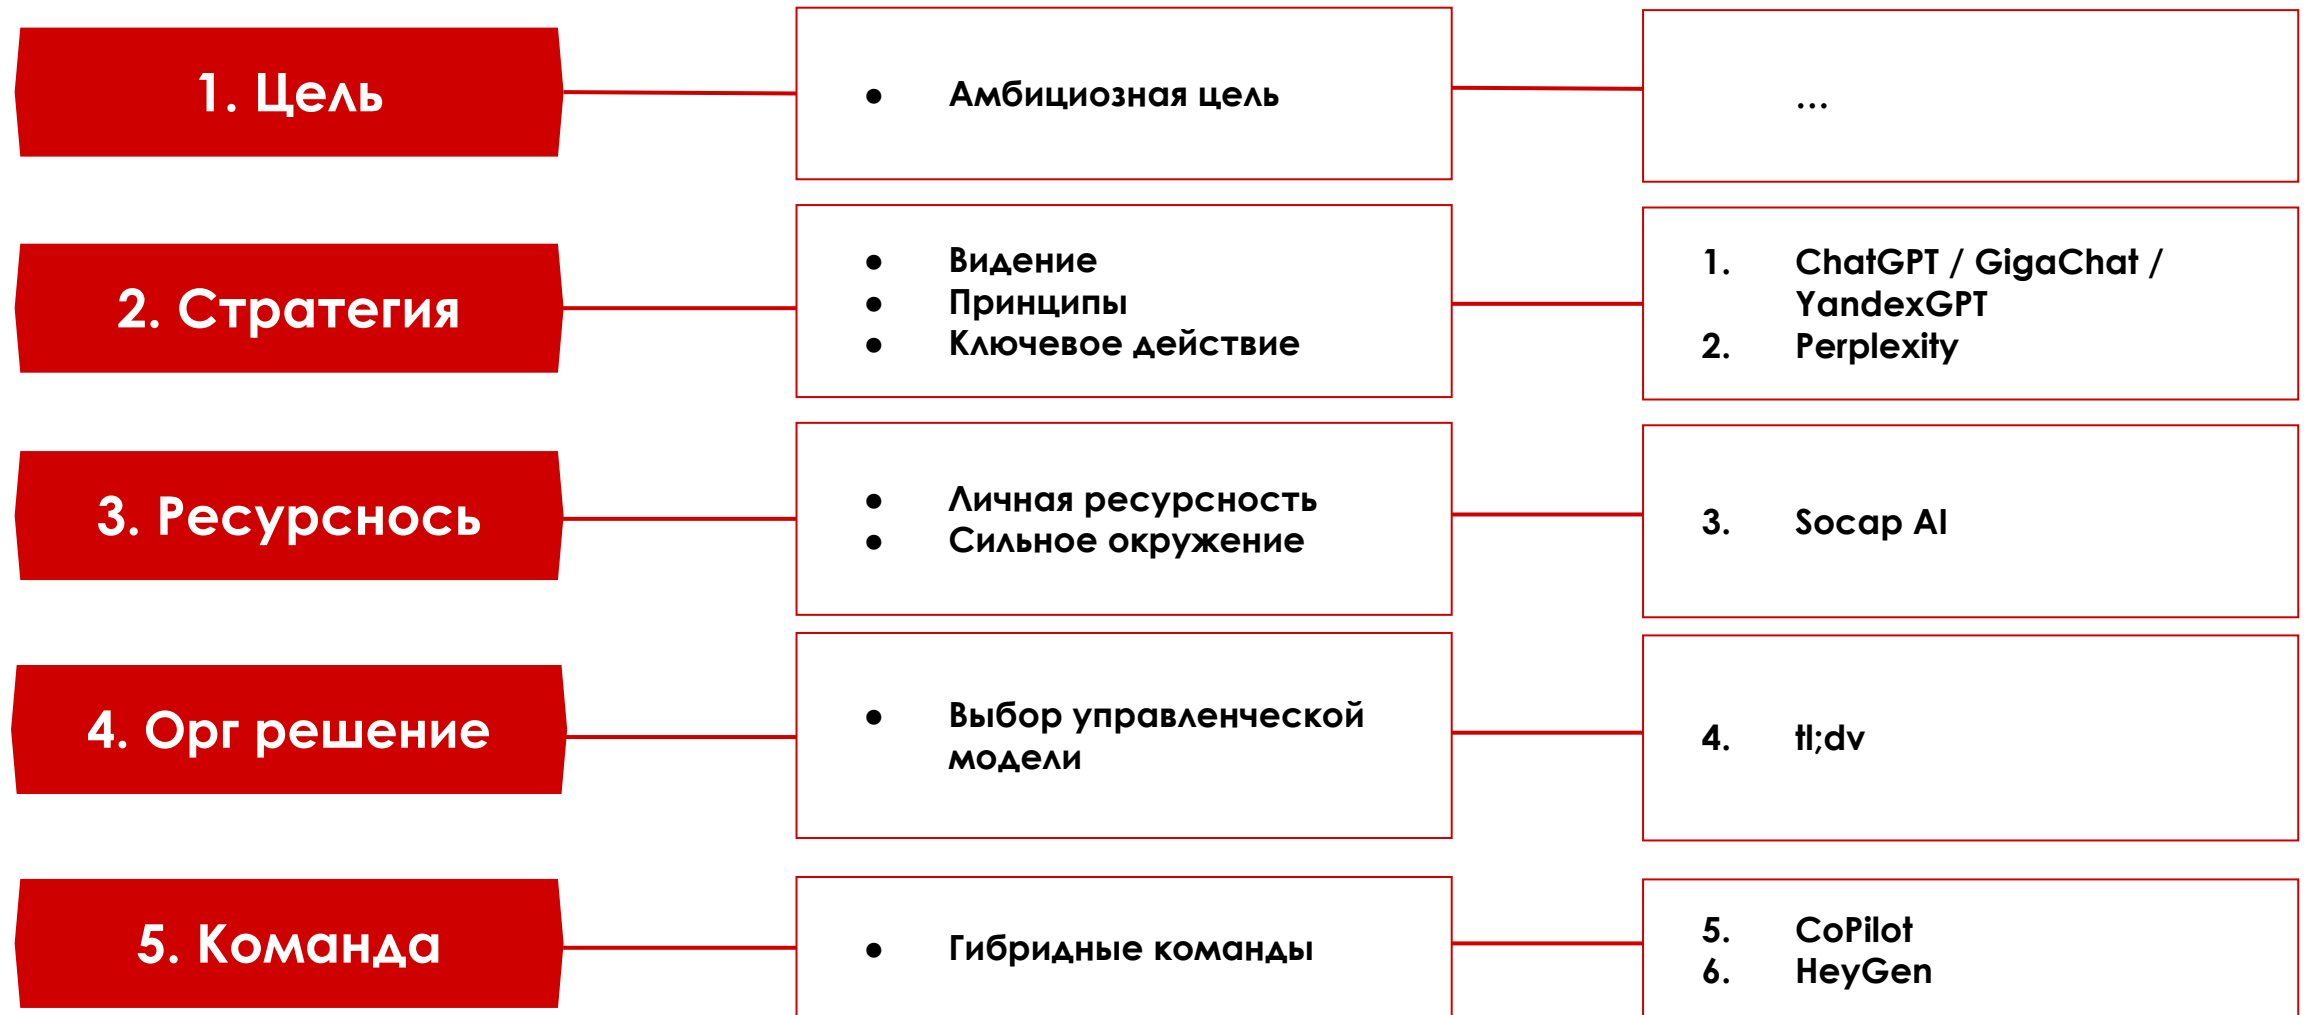 1. Цель
● Амбициозная цель
...
2. Стратегия
● Видение
● Принципы
● Ключевое действие
1. ChatGPT / GigaChat /
YandexGPT
2. Perplexity
3. Ресурснось
● Личная ресурсность
● Сильное окружение
3. Socap AI
4. Орг решение
● Выбор управленческой
модели
4. tl;dv
5. Команда
● Гибридные команды
5. CoPilot
6. HeyGen